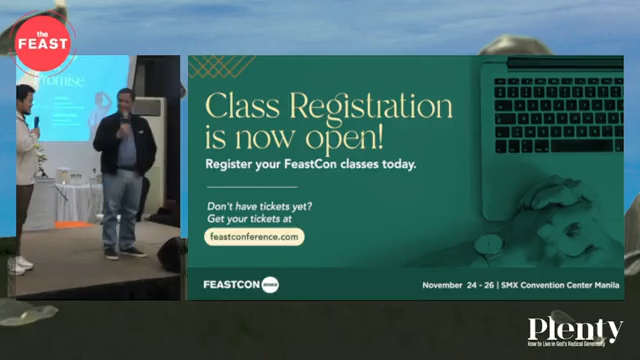 the
FEAST
Promise
Class Registration
is now open!
Register your FeastCon classes today.
Don't have tickets yet?
Get your tickets at
feastconference.com
FEASTCON
November 24 - 26 | SMX Convention Center Manila
Plenty
How to Live in God's Radical Generosity